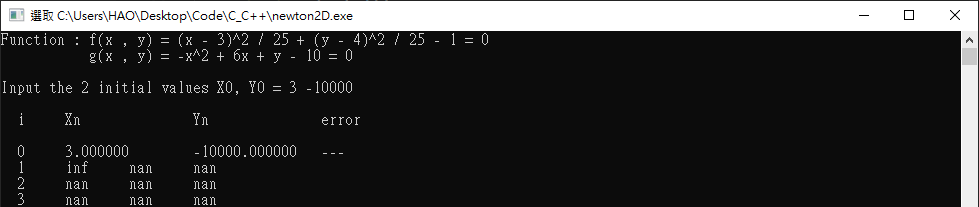 選取 C:\Users\HAO\Desktop\Code\C_C++\newton2D.exe
Function : f(x , y) = (x - 3)^2 / 25 + (y - 4)^2 / 25 - 1 = 0
g(x , y) = -x^2 + 6x + y - 10 = 0
Input the 2 initial values X0, Y0 = 3 -10000
i Xn Yn error
0 3.000000 -10000.000000 ---
1 inf nan nan
2 nan nan nan
3 nan nan nan